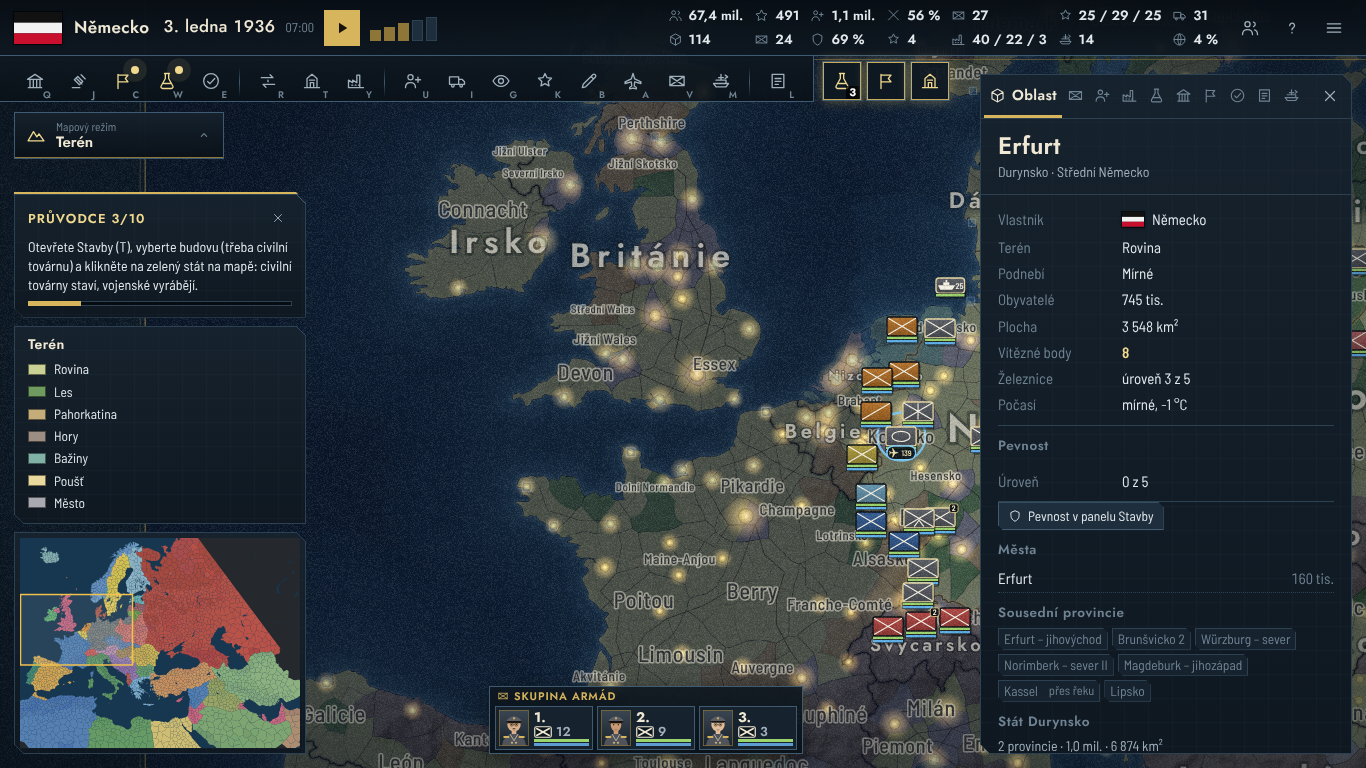 Německo 3. ledna 1936 07:00
67,4 mil. 491 1,1 mil. 56 % 27 25 / 29 / 25 31
114 24 69 % 4 40 / 22 / 3 14 4 %
Q J C W E R T Y U I G K B A V M L
3
Mapový režim
Terén
PRŮVODCE 3/10
Otevřete Stavby (T), vyberte budovu (třeba civilní
továrnu) a klikněte na zelený stát na mapě: civilní
továrny staví, vojenské vyrábějí.
Terén
Rovina
Les
Pahorkatina
Hory
Bažiny
Poušť
Město
Perthshire
Jižní Ulster
Jižní Skotsko
Severní Irsko
Connacht
Irsko
Británie
Střední Wales
Jižní Wales
Essex
Devon
Belgie
Dolní Normandie
Pikardie
Champagne
Hesensko
Maine-Anjou
Berry
Poitou
Franche-Comté
Limousin
Auvergne
Akvitánie
Švýcarsko
Milán
Piemont
Galicie
León
Toulouse
Languedoc
25
139
2
2
SKUPINA ARMÁD
1. 12
2. 9
3. 3
Oblast
Erfurt
Durynsko · Střední Německo
Vlastník Německo
Terén Rovina
Podnebí Mírné
Obyvatelé 745 tis.
Plocha 3 548 km²
Vítězné body 8
Železnice úroveň 3 z 5
Počasí mírné, -1 °C
Pevnost
Úroveň 0 z 5
Pevnost v panelu Stavby
Města
Erfurt 160 tis.
Sousední provincie
Erfurt – jihovýchod Brunšvicko 2 Würzburg – sever
Norimberk – sever II Magdeburk – jihozápad
Kassel přes řeku Lipsko
Stát Durynsko
2 provincie · 1,0 mil. · 6 874 km²